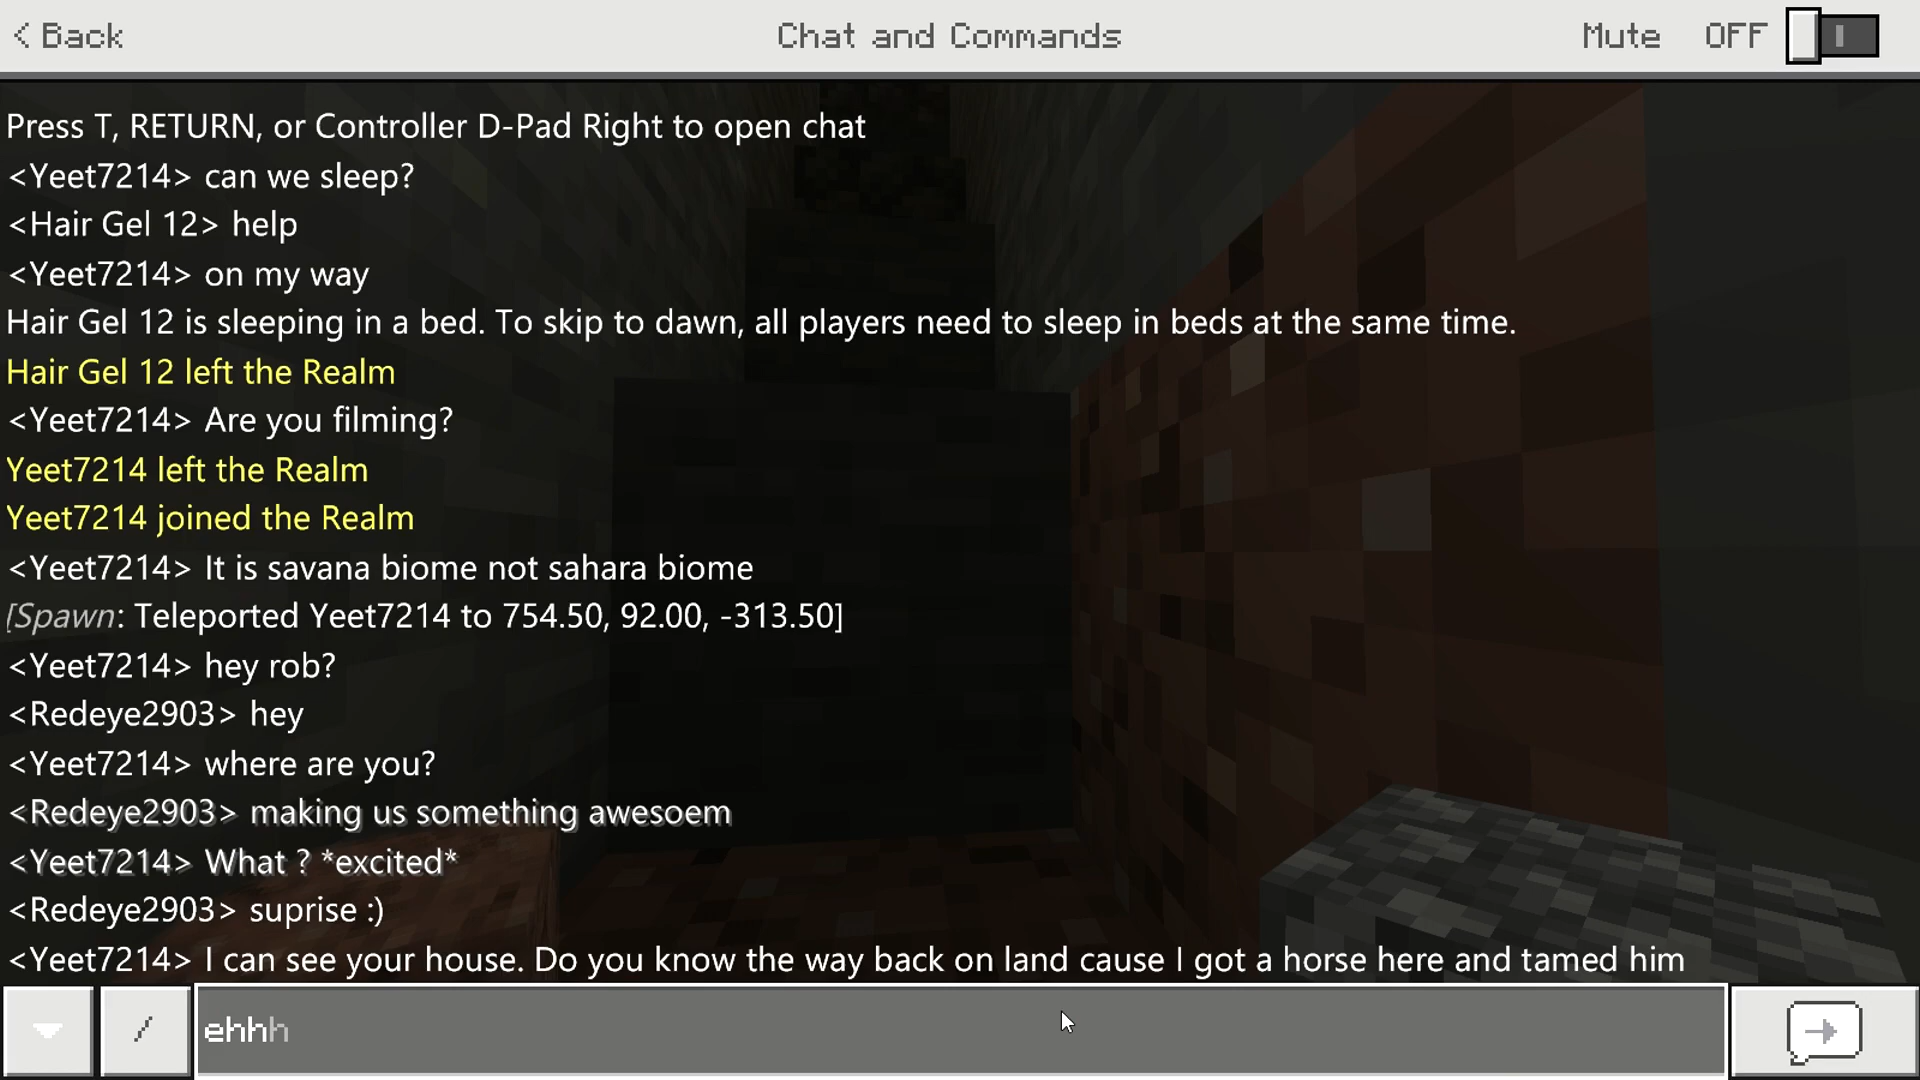 < Back
Chat and Commands
Mute OFF
Press T, RETURN, or Controller D-Pad Right to open chat
<Yeet7214> can we sleep?
<Hair Gel 12> help
<Yeet7214> on my way
Hair Gel 12 is sleeping in a bed. To skip to dawn, all players need to sleep in beds at the same time.
Hair Gel 12 left the Realm
<Yeet7214> Are you filming?
Yeet7214 left the Realm
Yeet7214 joined the Realm
<Yeet7214> It is savana biome not sahara biome
[Spawn: Teleported Yeet7214 to 754.50, 92.00, -313.50]
<Yeet7214> hey rob?
<Redeye2903> hey
<Yeet7214> where are you?
<Redeye2903> making us something awesoem
<Yeet7214> What ? *excited*
<Redeye2903> suprise :)
<Yeet7214> I can see your house. Do you know the way back on land cause I got a horse here and tamed him
/ ehhh